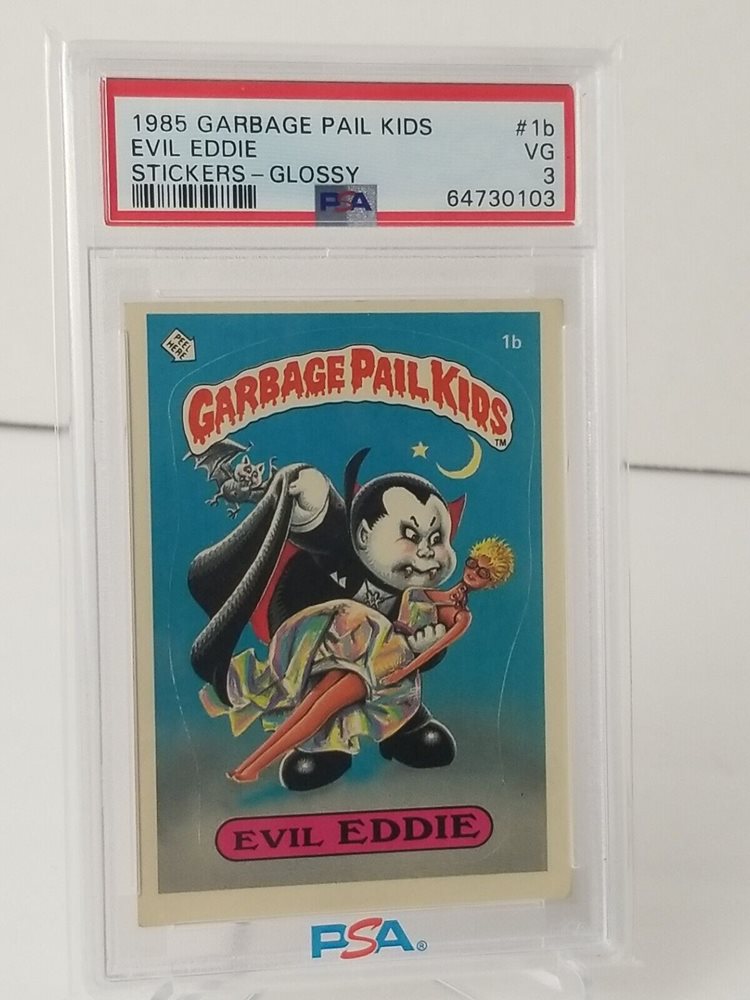 1985 GARBAGE PAIL KIDS #1b
EVIL EDDIE VG
STICKERS – GLOSSY 3
PSA 64730103
PEEL
HERE
1b
GARBAGE PAIL KIDS
TM
EVIL EDDIE
PSA®